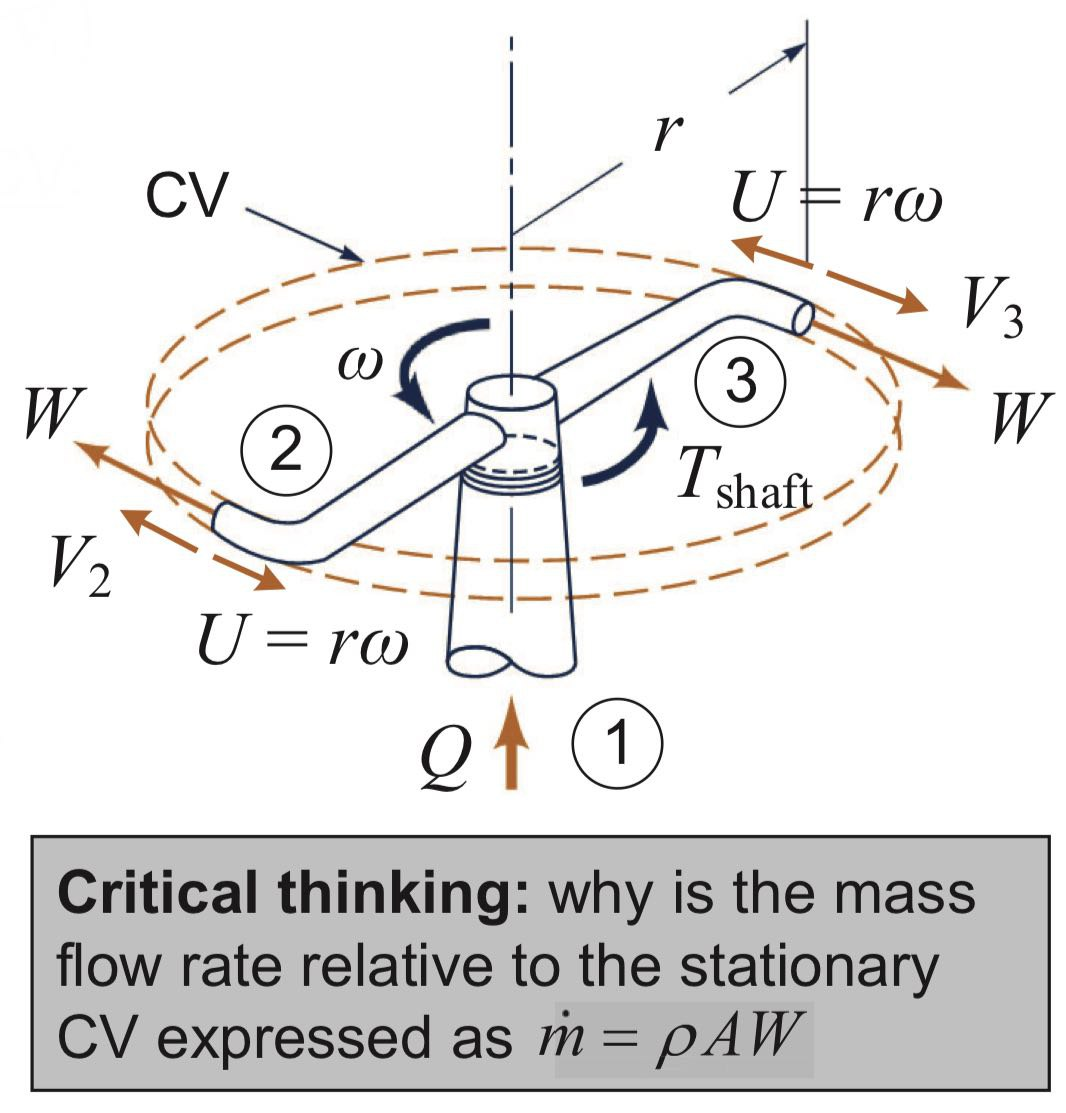 r
U = rω
CV
V₃
ω
3
W
W
2
T_shaft
V₂
U = rω
Q
1
Critical thinking: why is the mass
flow rate relative to the stationary
CV expressed as ṁ = ρAW